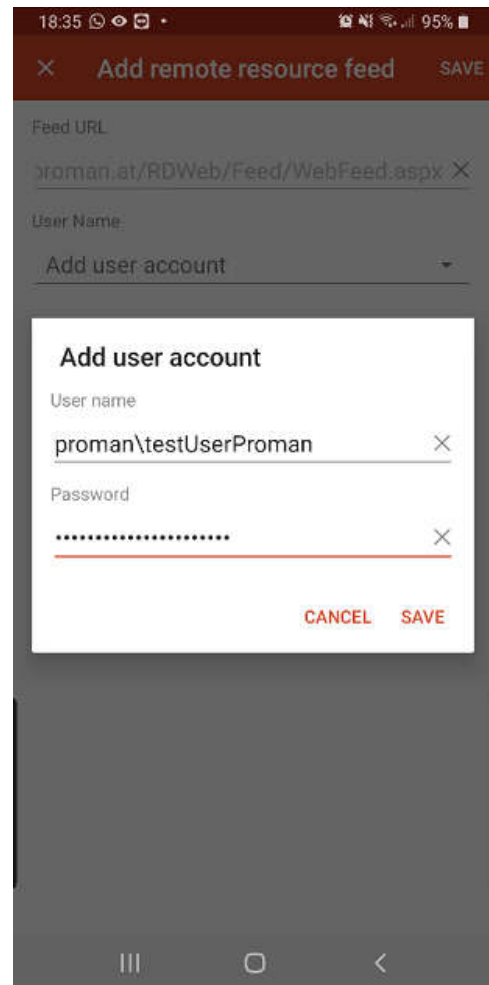 18:35 95%
Add remote resource feed SAVE
Feed URL
proman.at/RDWeb/Feed/WebFeed.aspx
User Name
Add user account
Add user account
User name
proman\testUserProman
Password
••••••••••••••••••••••
CANCEL SAVE